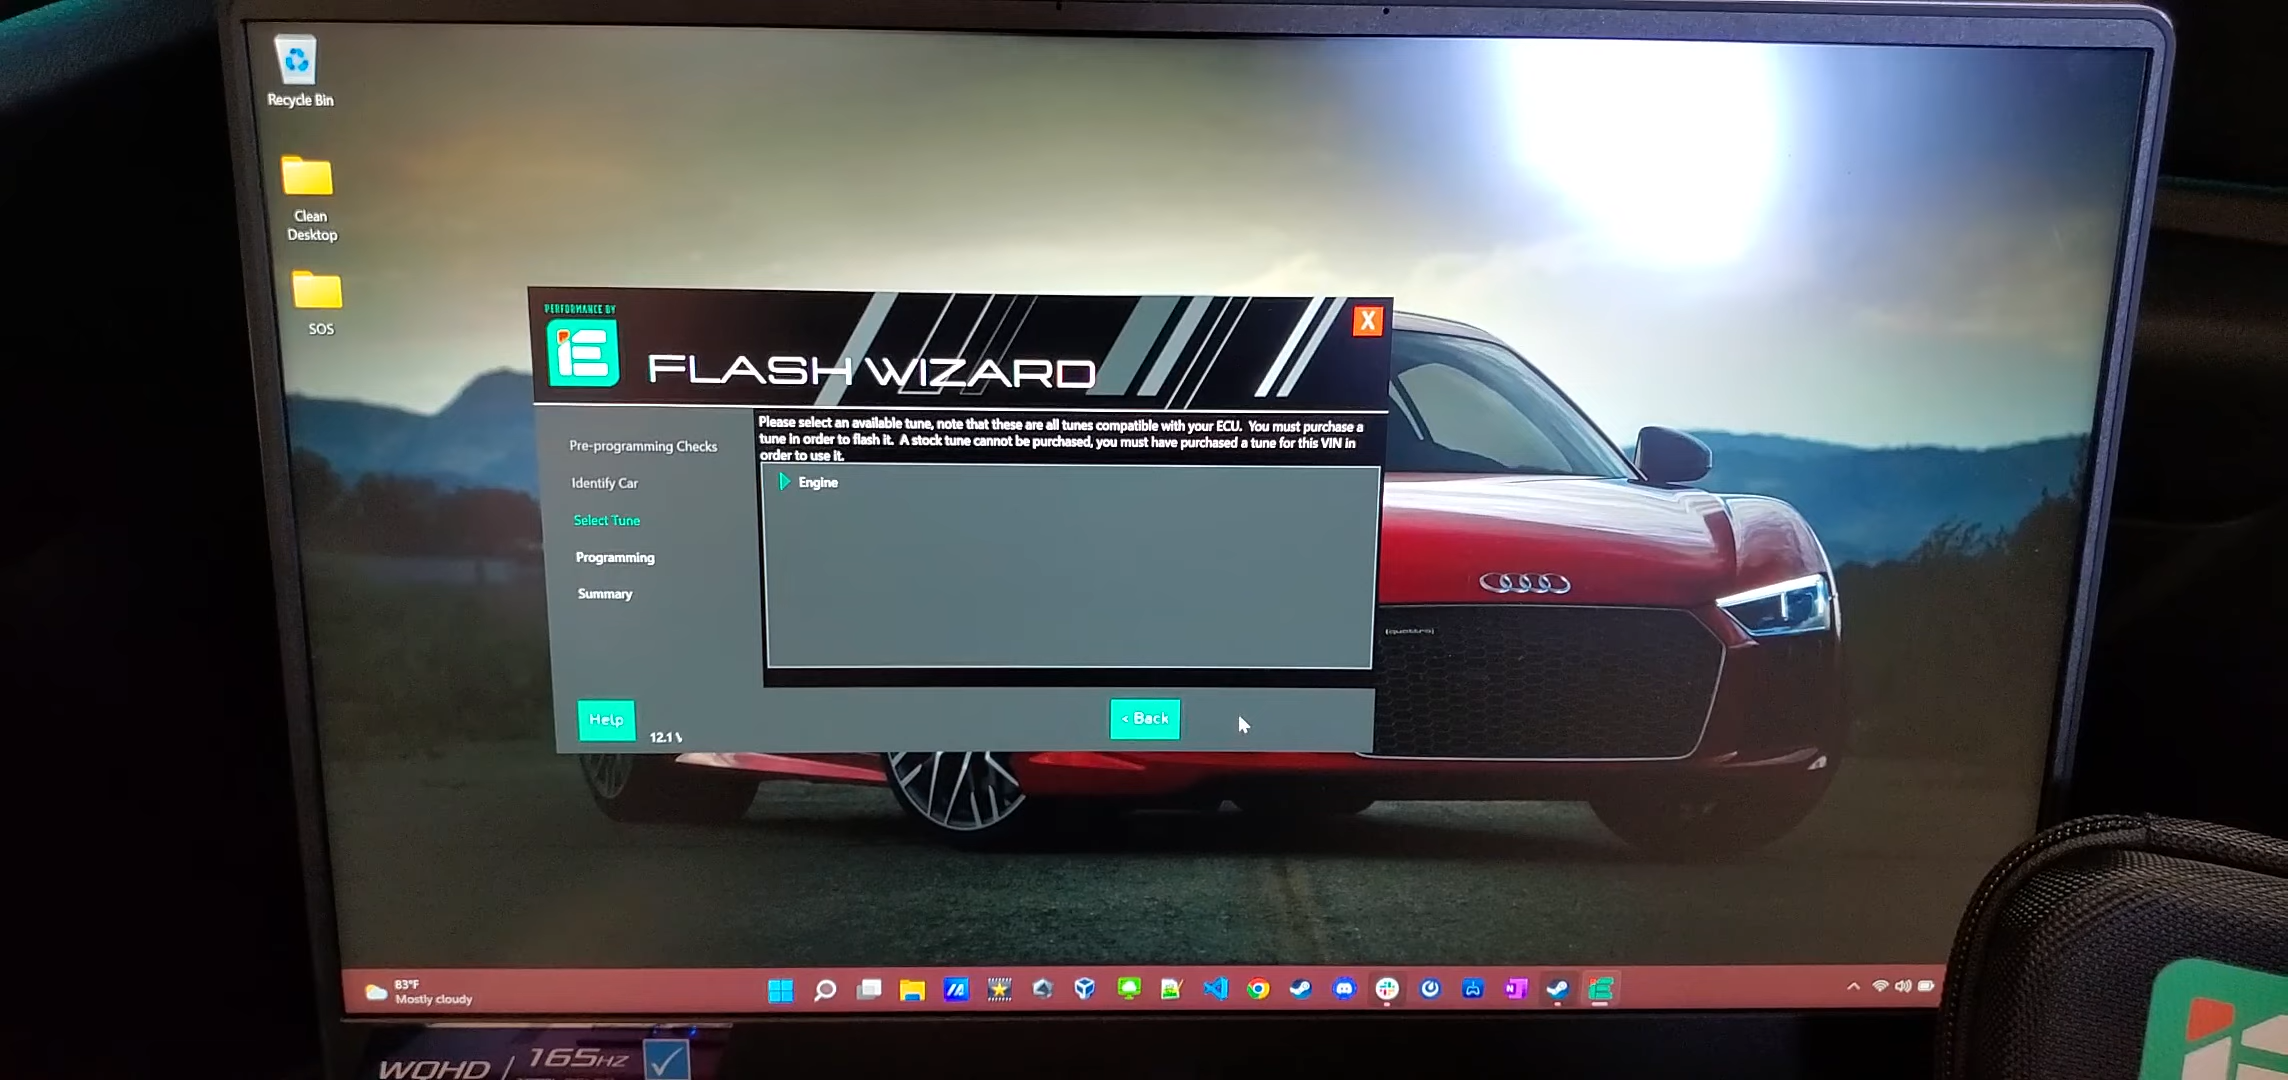 Recycle Bin
Clean
Desktop
SOS
PERFORMANCE BY
iE
FLASH WIZARD
X
Pre-programming Checks
Identify Car
Select Tune
Programming
Summary
Please select an available tune, note that these are all tunes compatible with your ECU. You must purchase a
tune in order to flash it. A stock tune cannot be purchased, you must have purchased a tune for this VIN in
order to use it.
Engine
Help
12.1 V
< Back
quattro
83°F
Mostly cloudy
WQHD / 165HZ
iE